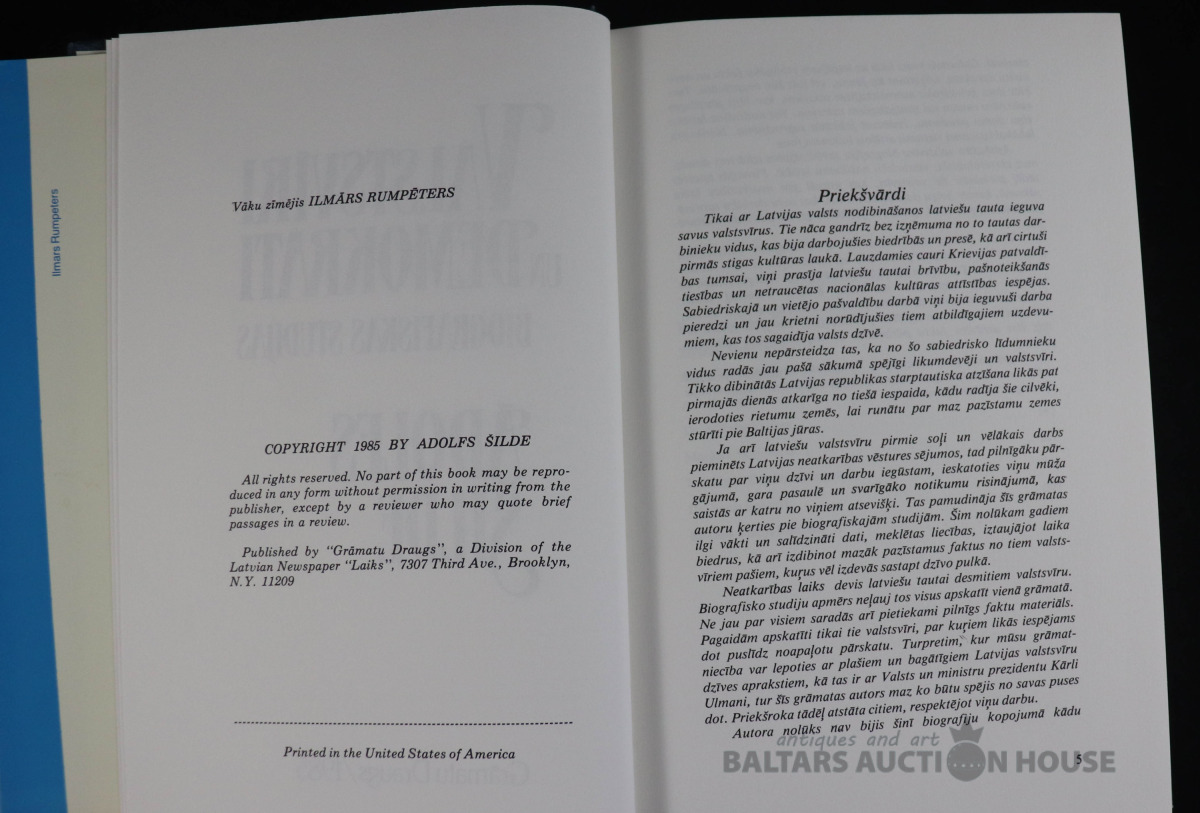 Ilmars Rumpeters
Vāku zīmējis ILMĀRS RUMPĒTERS
COPYRIGHT 1985 BY ADOLFS ŠILDE
All rights reserved. No part of this book may be repro-
duced in any form without permission in writing from the
publisher, except by a reviewer who may quote brief
passages in a review.
Published by "Grāmatu Draugs", a Division of the
Latvian Newspaper "Laiks", 7307 Third Ave., Brooklyn,
N.Y. 11209
Printed in the United States of America
Priekšvārdi
Tikai ar Latvijas valsts nodibināšanos latviešu tauta ieguva
savus valstsvīrus. Tie nāca gandrīz bez izņēmuma no to tautas dar-
binieku vidus, kas bija darbojušies biedrībās un presē, kā arī cirtuši
pirmās stigas kultūras laukā. Lauzdamies cauri Krievijas patvaldī-
bas tumsai, viņi prasīja latviešu tautai brīvību, pašnoteikšanās
tiesības un netraucētas nacionālas kultūras attīstības iespējas.
Sabiedriskajā un vietējo pašvaldību darbā viņi bija ieguvuši darba
pieredzi un jau krietni norūdījušies tiem atbildīgajiem uzdevu-
miem, kas tos sagaidīja valsts dzīvē.
Nevienu nepārsteidza tas, ka no šo sabiedrisko līdumnieku
vidus radās jau pašā sākumā spējīgi likumdevēji un valstsvīri.
Tikko dibinātās Latvijas republikas starptautiska atzīšana likās pat
pirmajās dienās atkarīga no tiešā iespaida, kādu radīja šie cilvēki,
ierodoties rietumu zemēs, lai runātu par maz pazīstamu zemes
stūrīti pie Baltijas jūras.
Ja arī latviešu valstsvīru pirmie soļi un vēlākais darbs
pieminēts Latvijas neatkarības vēstures sējumos, tad pilnīgāku pār-
skatu par viņu dzīvi un darbu iegūstam, ieskatoties viņu mūža
gājumā, gara pasaulē un svarīgāko notikumu risinājumā, kas
saistās ar katru no viņiem atsevišķi. Tas pamudināja šīs grāmatas
autoru ķerties pie biografiskajām studijām. Šim nolūkam gadiem
ilgi vākti un salīdzināti dati, meklētas liecības, iztaujājot laika
biedrus, kā arī izdibinot mazāk pazīstamus faktus no tiem valsts-
vīriem pašiem, kuŗus vēl izdevās sastapt dzīvo pulkā.
Neatkarības laiks devis latviešu tautai desmitiem valstsvīru.
Biografisko studiju apmērs neļauj tos visus apskatīt vienā grāmatā.
Ne jau par visiem saradās arī pietiekami pilnīgs faktu materiāls.
Pagaidām apskatīti tikai tie valstsvīri, par kuŗiem likās iespējams
dot puslīdz noapaļotu pārskatu. Turpretim, kur mūsu grāmat-
niecība var lepoties ar plašiem un bagātīgiem Latvijas valstsvīru
dzīves aprakstiem, kā tas ir ar Valsts un ministru prezidentu Kārli
Ulmani, tur šīs grāmatas autors maz ko būtu spējis no savas puses
dot. Priekšroka tādēļ atstāta citiem, respektējot viņu darbu.
Autora nolūks nav bijis šinī biografiju kopojumā kādu
5
antiques and art
BALTARS AUCTION HOUSE